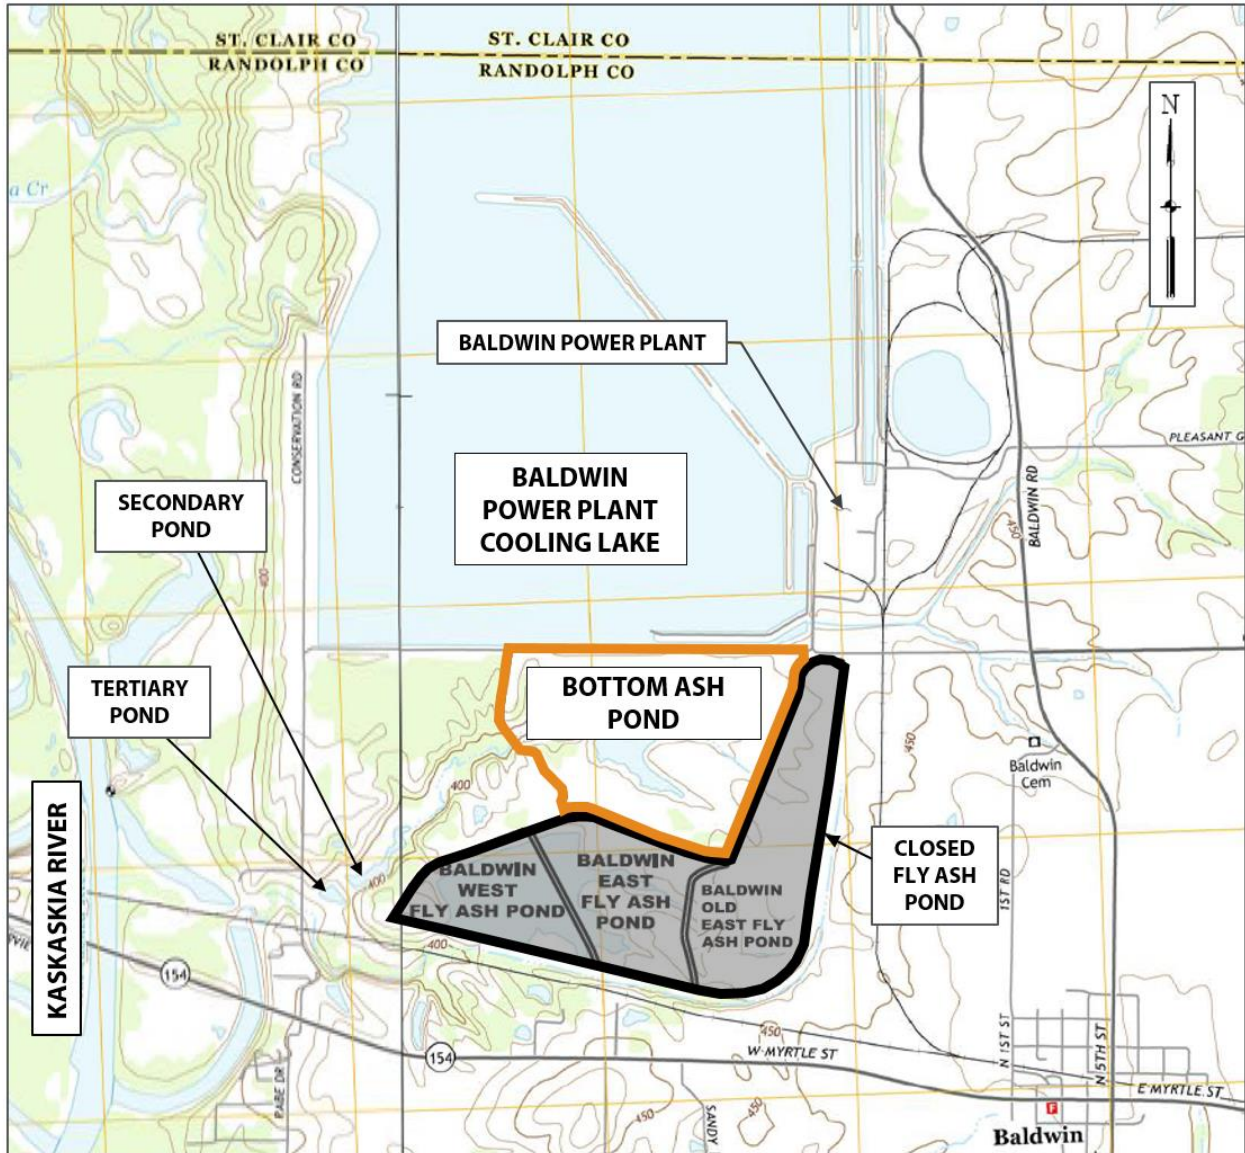 ST. CLAIR CO
RANDOLPH CO
ST. CLAIR CO
RANDOLPH CO
N
a Cr
BALDWIN POWER PLANT
CONSERVATION RD
PLEASANT G
BALDWIN
POWER PLANT
COOLING LAKE
SECONDARY
POND
BALDWIN RD
450
400
TERTIARY
POND
BOTTOM ASH
POND
450
400
Baldwin
Cem
KASKASKIA RIVER
CLOSED
FLY ASH
POND
1ST RD
BALDWIN
WEST
FLY ASH POND
BALDWIN
EAST
FLY ASH
POND
BALDWIN
OLD
EAST FLY
ASH POND
400
400
154
154
450
W MYRTLE ST
N 1ST ST
N 5TH ST
E MYRTLE ST
RABE DR
450
SANDY
450
F
Baldwin